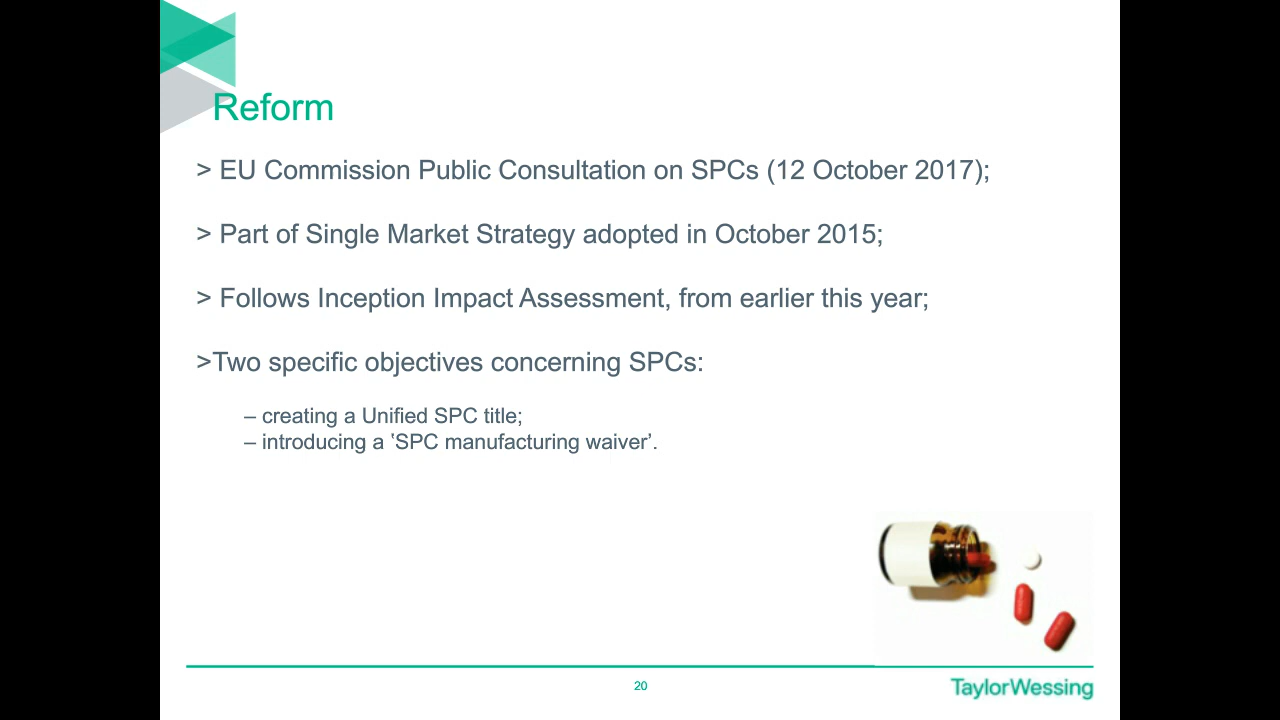 Reform
> EU Commission Public Consultation on SPCs (12 October 2017);
> Part of Single Market Strategy adopted in October 2015;
> Follows Inception Impact Assessment, from earlier this year;
>Two specific objectives concerning SPCs:
– creating a Unified SPC title;
– introducing a ‛SPC manufacturing waiver’.
20
TaylorWessing